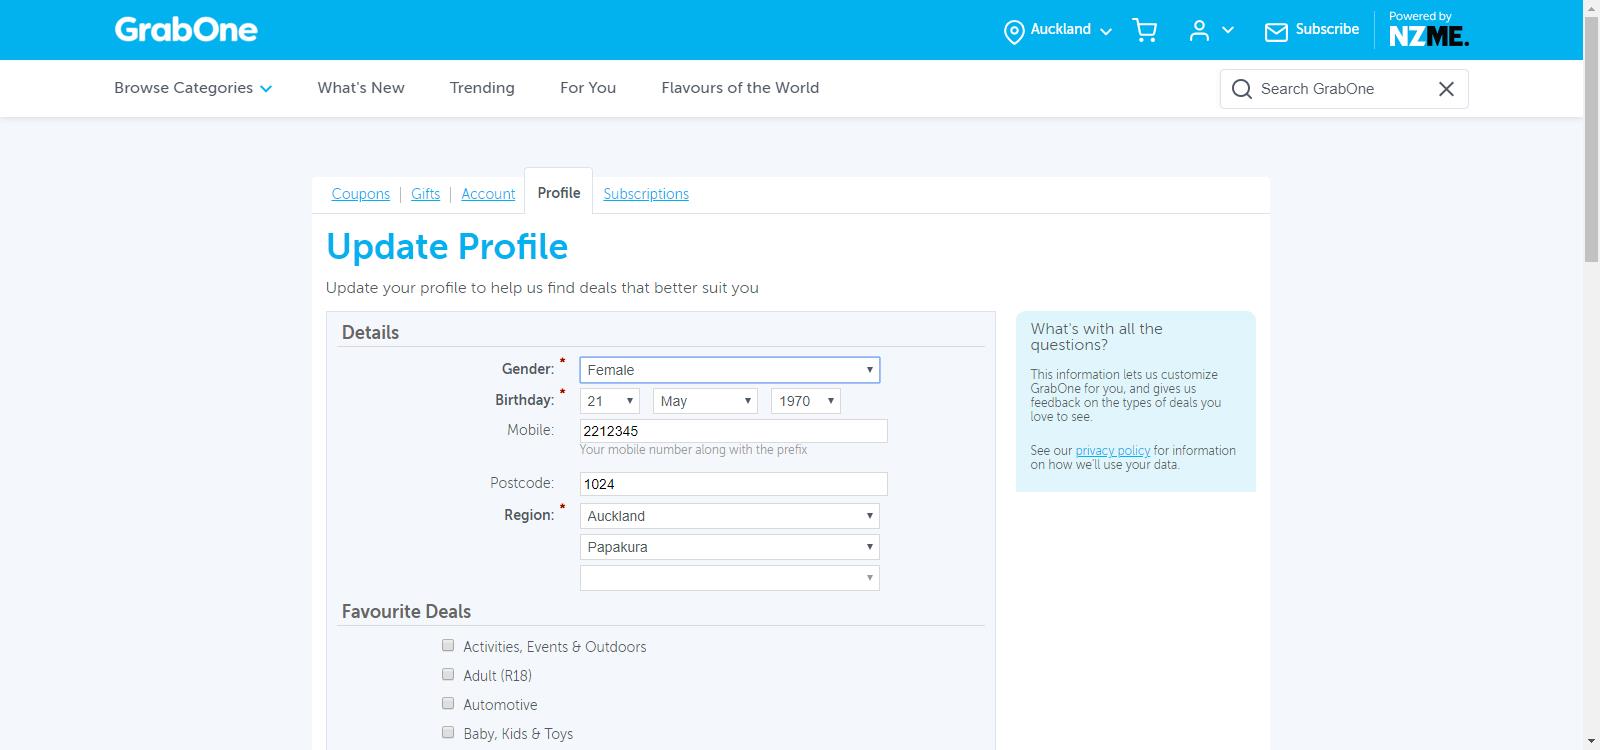 GrabOne
Auckland
Subscribe
Powered by
NZME.
Browse Categories
What's New
Trending
For You
Flavours of the World
Search GrabOne
Coupons
Gifts
Account
Profile
Subscriptions
Update Profile
Update your profile to help us find deals that better suit you
Details
Gender: *
Female
Birthday: *
21
May
1970
Mobile:
2212345
Your mobile number along with the prefix
Postcode:
1024
Region: *
Auckland
Papakura
Favourite Deals
Activities, Events & Outdoors
Adult (R18)
Automotive
Baby, Kids & Toys
What's with all the
questions?
This information lets us customize
GrabOne for you, and gives us
feedback on the types of deals you
love to see.
See our privacy policy for information
on how we'll use your data.